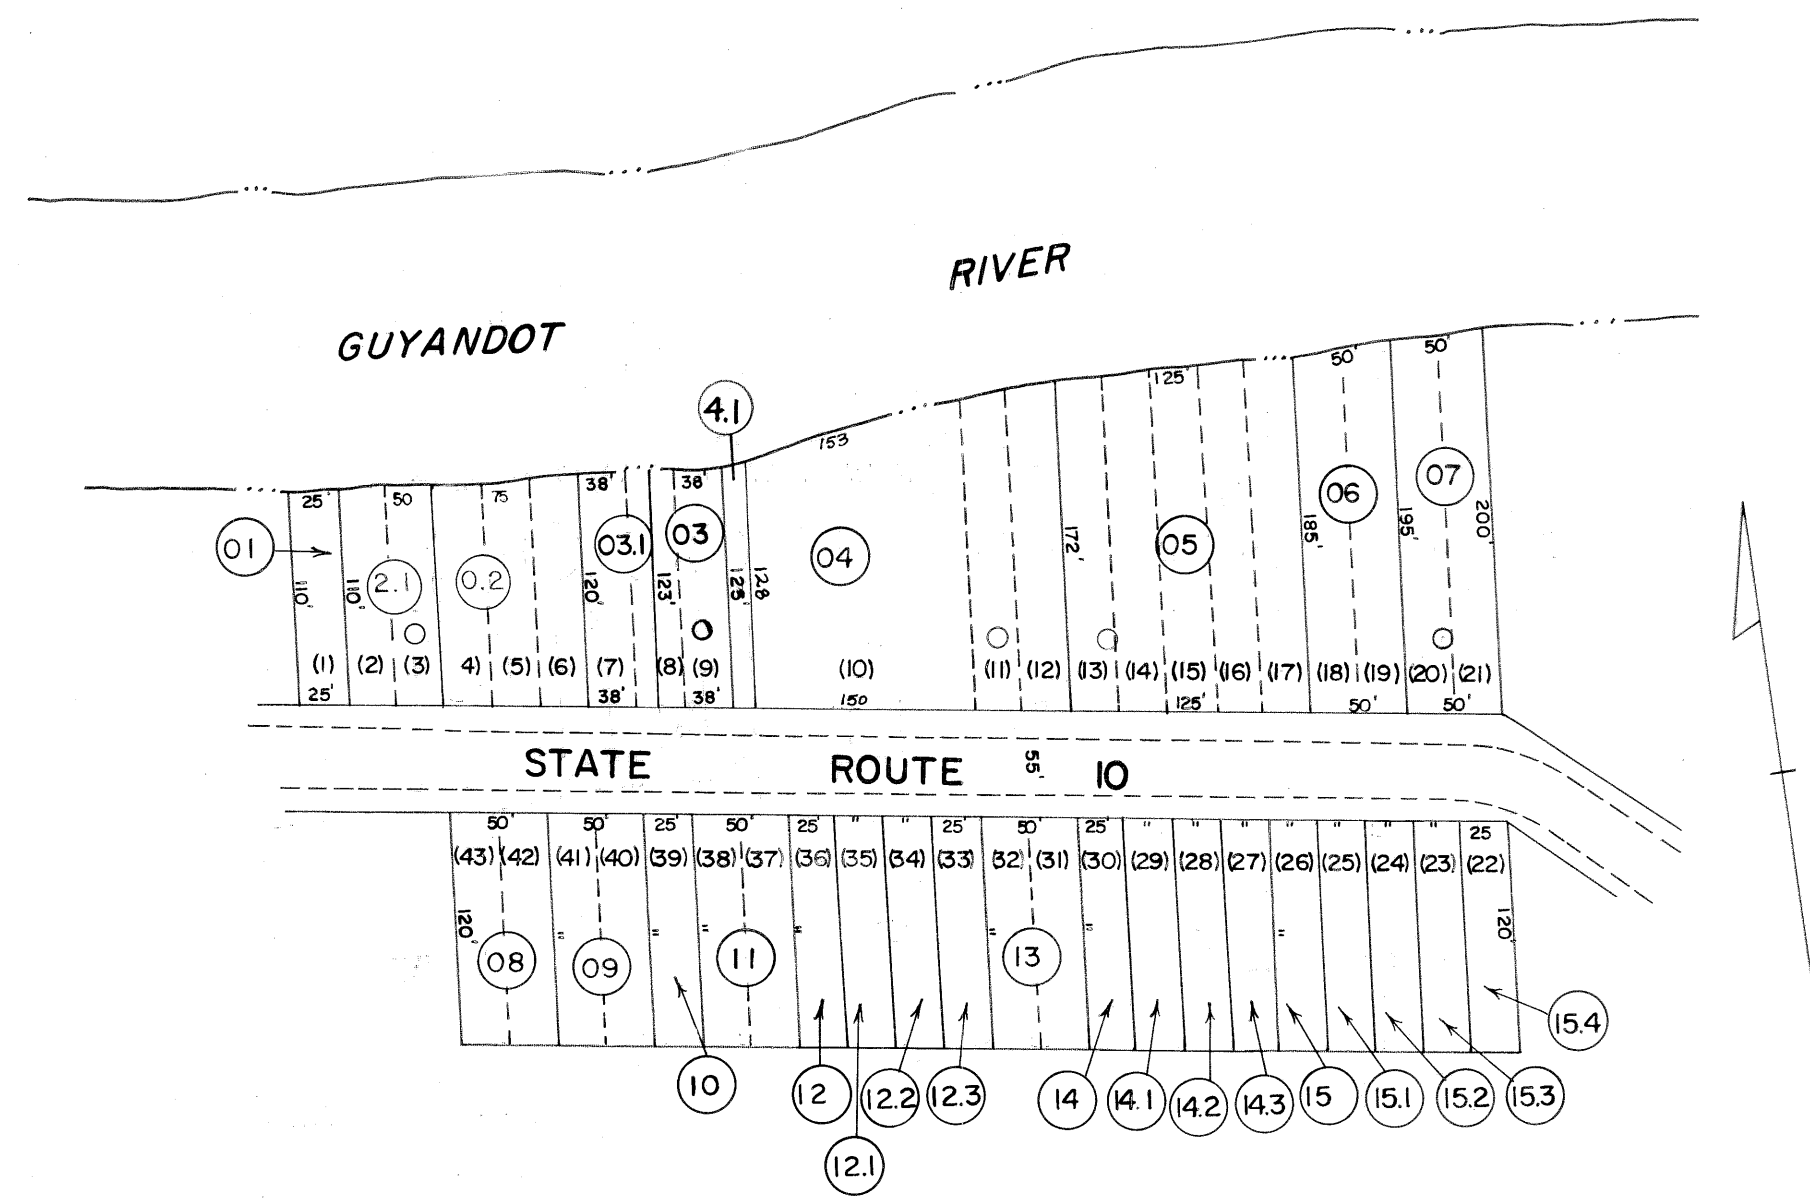 RIVER
GUYANDOT
4.1
25' 50 75 38' 38' 153 125' 50' 50'
01 2.1 0.2 03.1 03 04 05 06 07
110' 110' 120' 123' 128' 128 172' 185' 195' 200'
(1) (2) (3) 4) (5) (6) (7) (8) (9) (10) (11) (12) (13) (14) (15) (16) (17) (18) (19) (20) (21)
25' 38' 38' 150 125' 50' 50'
STATE ROUTE 55' 10
50' 50' 25' 50' 25' " " 25' 50' 25' " " " " " " " 25
(43) (42) (41) (40) (39) (38) (37) (36) (35) (34) (33) (32) (31) (30) (29) (28) (27) (26) (25) (24) (23) (22)
120' " " " " " " " 120'
08 09 11 13
15.4
10 12 12.2 12.3 14 14.1 14.2 14.3 15 15.1 15.2 15.3
12.1